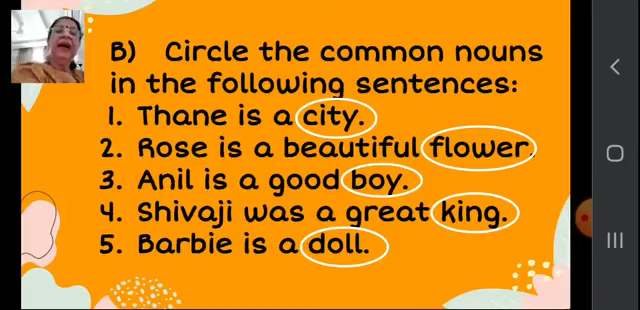 B) Circle the common nouns
in the following sentences:
1. Thane is a city.
2. Rose is a beautiful flower.
3. Anil is a good boy.
4. Shivaji was a great king.
5. Barbie is a doll.